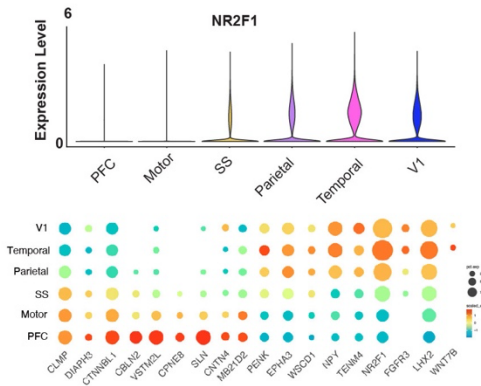 NR2F1
6
Expression Level
0
PFC
Motor
SS
Parietal
Temporal
V1
V1
Temporal
Parietal
SS
Motor
PFC
CLMP
DIAPH3
CTNNBL1
CBLN2
VSTM2L
CPNE8
SLN
CNTN4
MB21D2
PENK
EPHA3
WSCD1
NPY
TENM4
NR2F1
FGFR3
LHX2
WNT7B